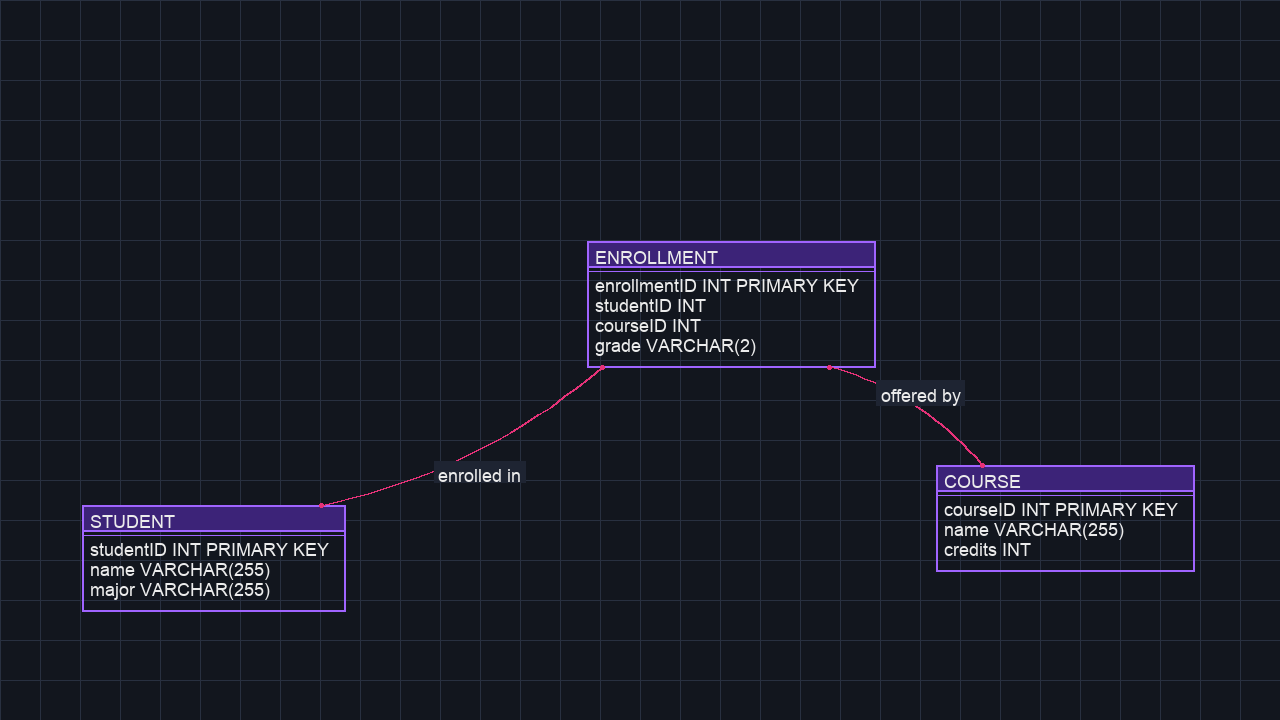 ENROLLMENT
enrollmentID INT PRIMARY KEY
studentID INT
courseID INT
grade VARCHAR(2)
offered by
enrolled in
COURSE
courseID INT PRIMARY KEY
name VARCHAR(255)
credits INT
STUDENT
studentID INT PRIMARY KEY
name VARCHAR(255)
major VARCHAR(255)